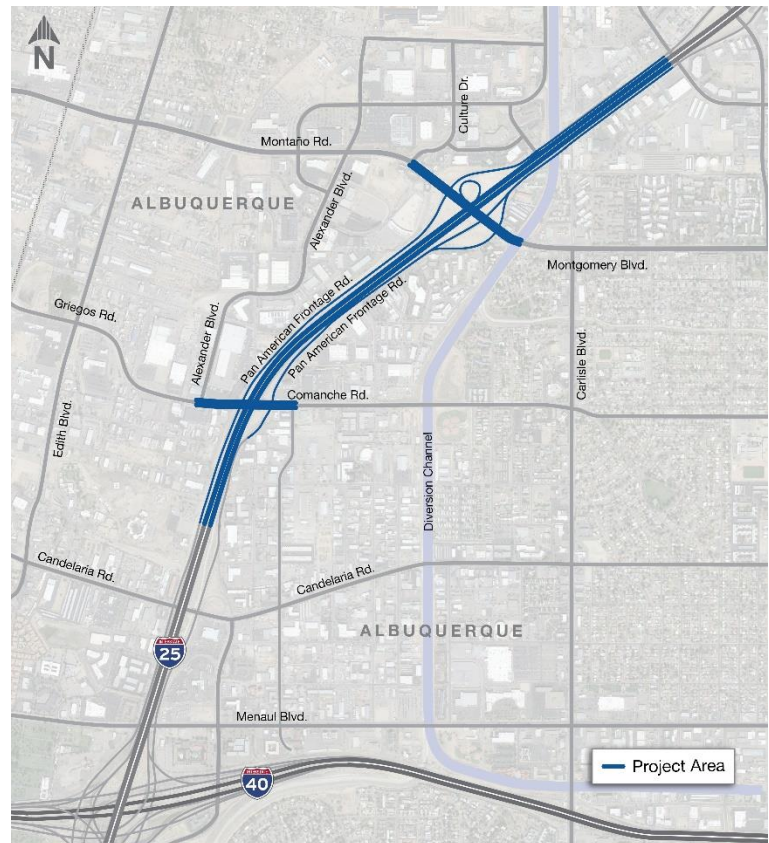 N
Culture Dr.
Montaño Rd.
ALBUQUERQUE
Alexander Blvd.
Montgomery Blvd.
Pan American Frontage Rd.
Pan American Frontage Rd.
Griegos Rd.
Alexander Blvd.
Carlisle Blvd.
Comanche Rd.
Edith Blvd.
Diversion Channel
Candelaria Rd.
Candelaria Rd.
ALBUQUERQUE
25
Menaul Blvd.
Project Area
40